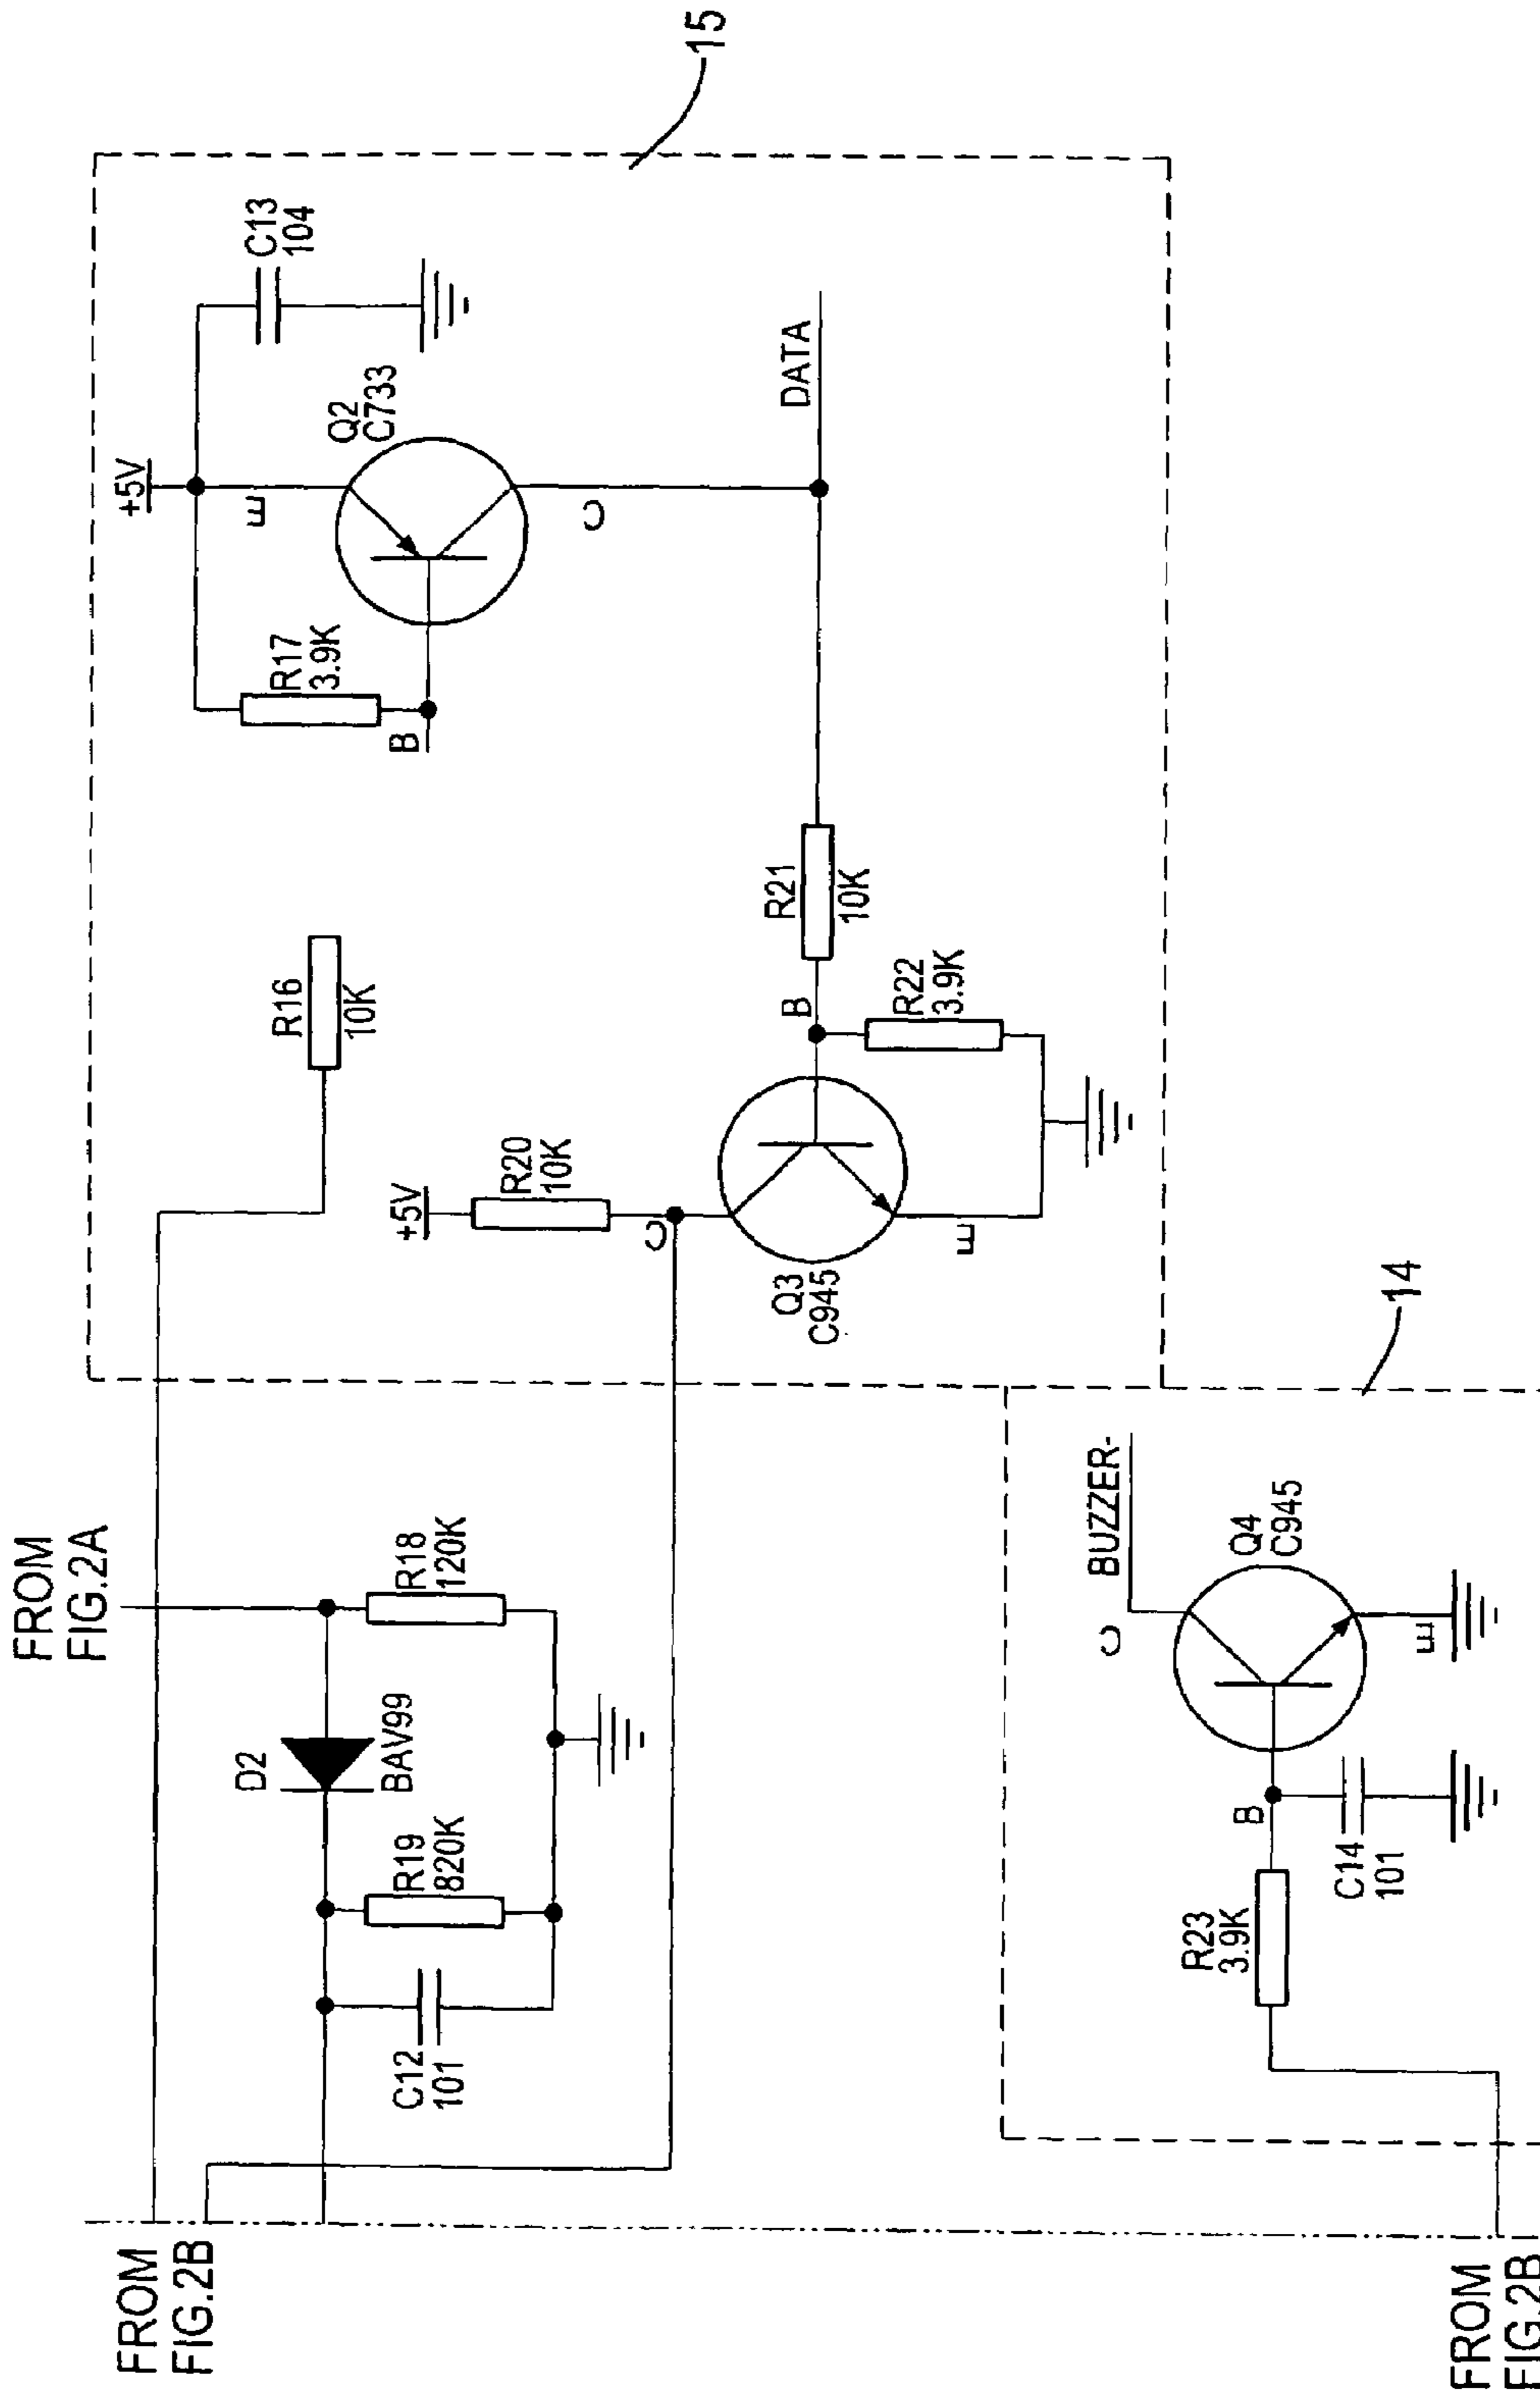 FROM
FIG.2A
FROM
FIG.2B
D2
BAV99
R18
120K
R19
820K
C12
101
R16
10K
+5V
R17
3.9K
B
E
Q2
C733
C
C13
104
DATA
15
+5V
R20
10K
C
Q3
C945
E
B
R21
10K
R22
3.9K
14
BUZZER-
C
Q4
C945
E
B
C14
101
R23
3.9K
FROM
FIG.2B